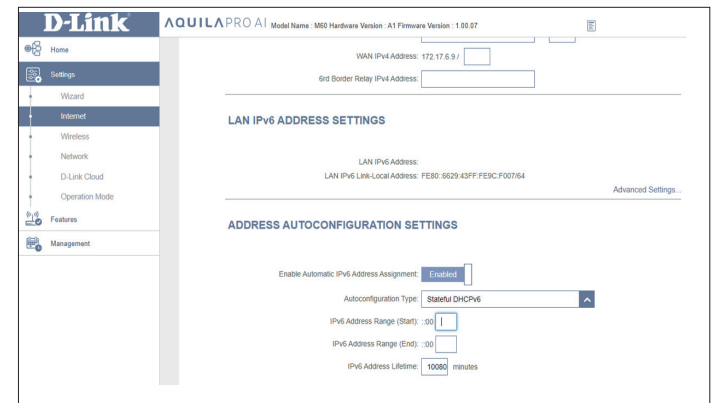 D-Link
AQUILA PRO AI Model Name : M60 Hardware Version : A1 Firmware Version : 1.00.07
Home
Settings
Wizard
Internet
Wireless
Network
D-Link Cloud
Operation Mode
Features
Management
WAN IPv4 Address: 172.17.6.9 /
6rd Border Relay IPv4 Address:
LAN IPv6 ADDRESS SETTINGS
LAN IPv6 Address:
LAN IPv6 Link-Local Address: FE80::6629:43FF:FE9C:F007/64
Advanced Settings...
ADDRESS AUTOCONFIGURATION SETTINGS
Enable Automatic IPv6 Address Assignment: Enabled
Autoconfiguration Type: Stateful DHCPv6
IPv6 Address Range (Start): ::00
IPv6 Address Range (End): ::00
IPv6 Address Lifetime: 10080 minutes